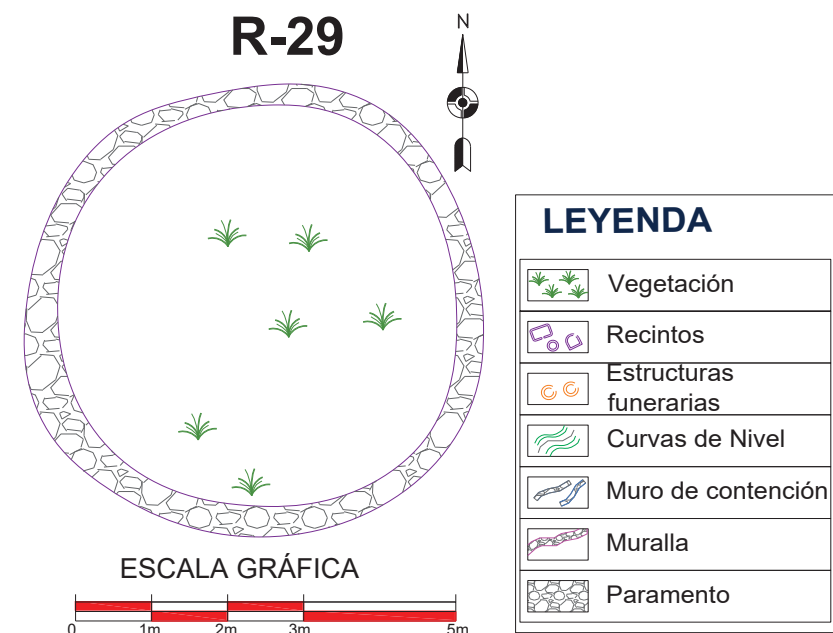 R-29
N
LEYENDA
Vegetación
Recintos
Estructuras
funerarias
Curvas de Nivel
Muro de contención
Muralla
Paramento
ESCALA GRÁFICA
0 1m 2m 3m 5m